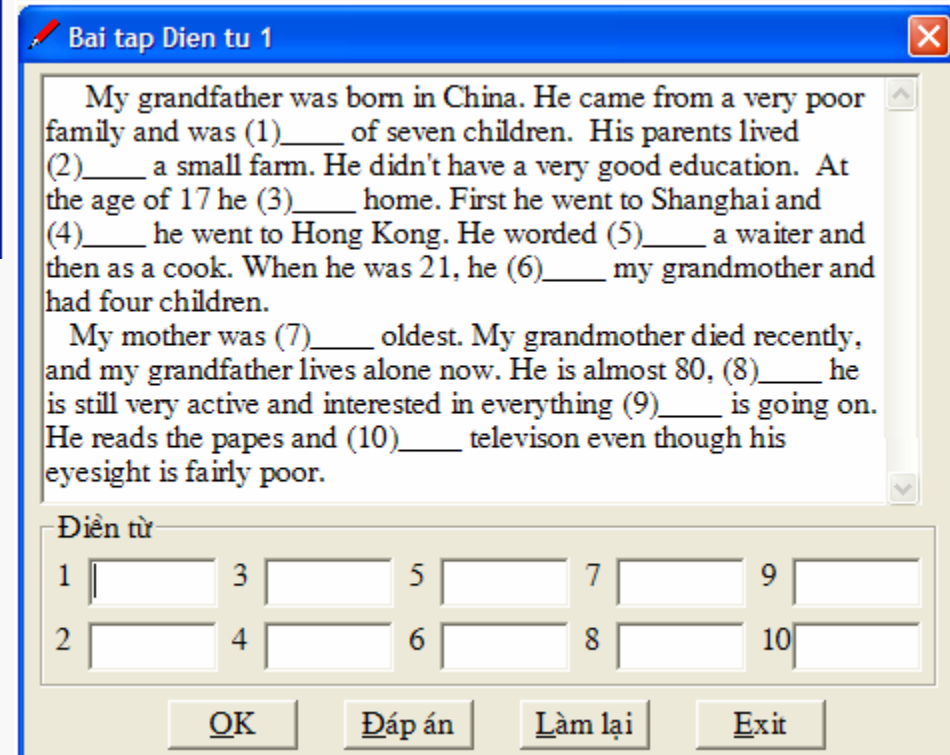 Bai tap Dien tu 1
My grandfather was born in China. He came from a very poor
family and was (1)____ of seven children.  His parents lived
(2)____ a small farm. He didn't have a very good education.  At
the age of 17 he (3)____ home. First he went to Shanghai and
(4)____ he went to Hong Kong. He worded (5)____ a waiter and
then as a cook. When he was 21, he (6)____ my grandmother and
had four children.
My mother was (7)____ oldest. My grandmother died recently,
and my grandfather lives alone now. He is almost 80, (8)____ he
is still very active and interested in everything (9)____ is going on.
He reads the papes and (10)____ televison even though his
eyesight is fairly poor.
Điền từ
1 3 5 7 9
2 4 6 8 10
OK Đáp án Làm lại Exit